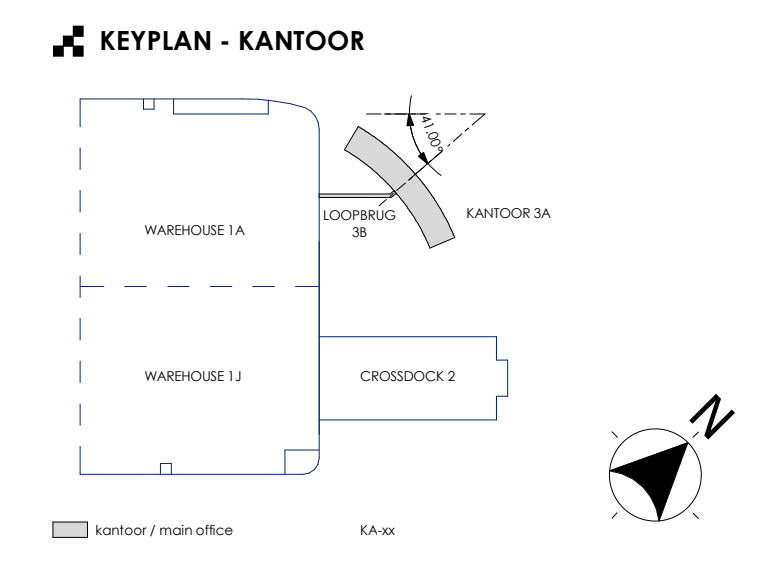 KEYPLAN - KANTOOR
41.00°
LOOPBRUG
3B
KANTOOR 3A
WAREHOUSE 1A
WAREHOUSE 1J
CROSSDOCK 2
N
kantoor / main office
KA-xx